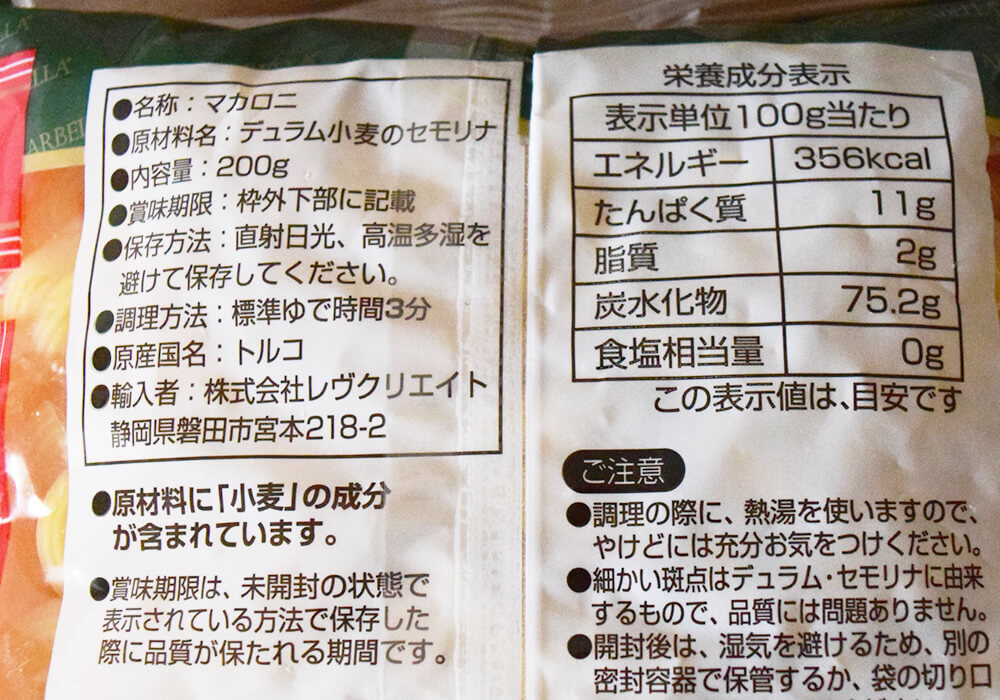 ARBELLA
●名称：マカロニ
●原材料名：デュラム小麦のセモリナ
●内容量：200g
●賞味期限：枠外下部に記載
●保存方法：直射日光、高温多湿を
避けて保存してください。
●調理方法：標準ゆで時間3分
●原産国名：トルコ
●輸入者：株式会社レヴクリエイト
静岡県磐田市宮本218-2
●原材料に「小麦」の成分
が含まれています。
●賞味期限は、未開封の状態で
表示されている方法で保存した
際に品質が保たれる期間です。
栄養成分表示
表示単位100g当たり
エネルギー 356kcal
たんぱく質 11g
脂質 2g
炭水化物 75.2g
食塩相当量 0g
この表示値は、目安です
ご注意
●調理の際に、熱湯を使いますので、
やけどには充分お気をつけください。
●細かい斑点はデュラム・セモリナに由来
するもので、品質には問題ありません。
●開封後は、湿気を避けるため、別の
密封容器で保管するか、袋の切り口